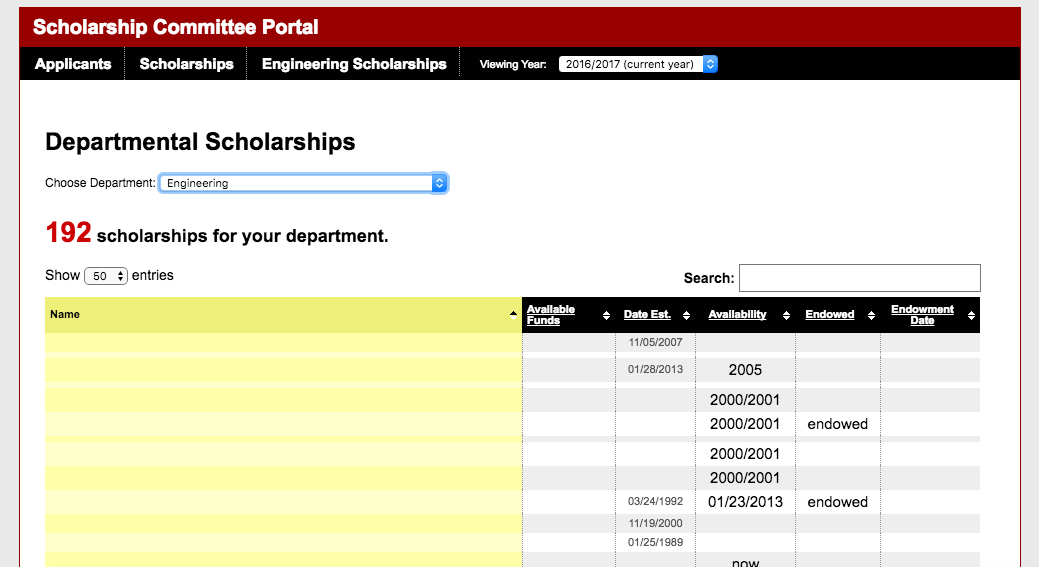 Scholarship Committee Portal
Applicants Scholarships Engineering Scholarships Viewing Year: 2016/2017 (current year)
Departmental Scholarships
Choose Department: Engineering
192 scholarships for your department.
Show 50 entries
Search:
Name Available Funds Date Est. Availability Endowed Endowment Date
11/05/2007
01/28/2013 2005
2000/2001
2000/2001 endowed
2000/2001
2000/2001
03/24/1992 01/23/2013 endowed
11/19/2000
01/25/1989
now